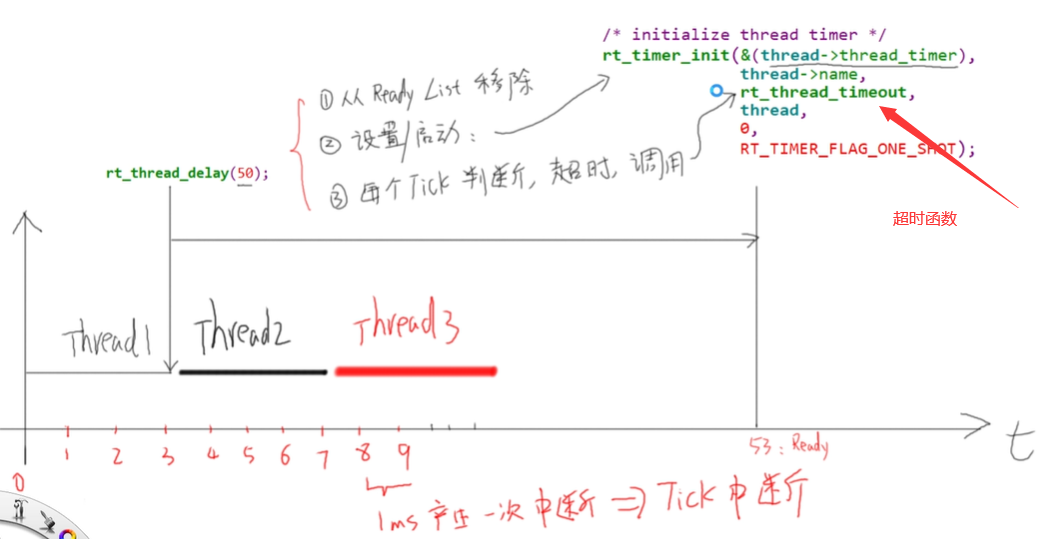 /* initialize thread timer */
rt_timer_init(&(thread->thread_timer),
thread->name,
rt_thread_timeout,
thread,
0,
RT_TIMER_FLAG_ONE_SHOT);
① 从 Ready List 移除
② 设置/启动:
③ 每个 Tick 判断, 超时, 调用
rt_thread_delay(50);
超时函数
Thread1
Thread2
Thread3
0 1 2 3 4 5 6 7 8 9
53: Ready
t
1ms 产生一次中断 => Tick 中断